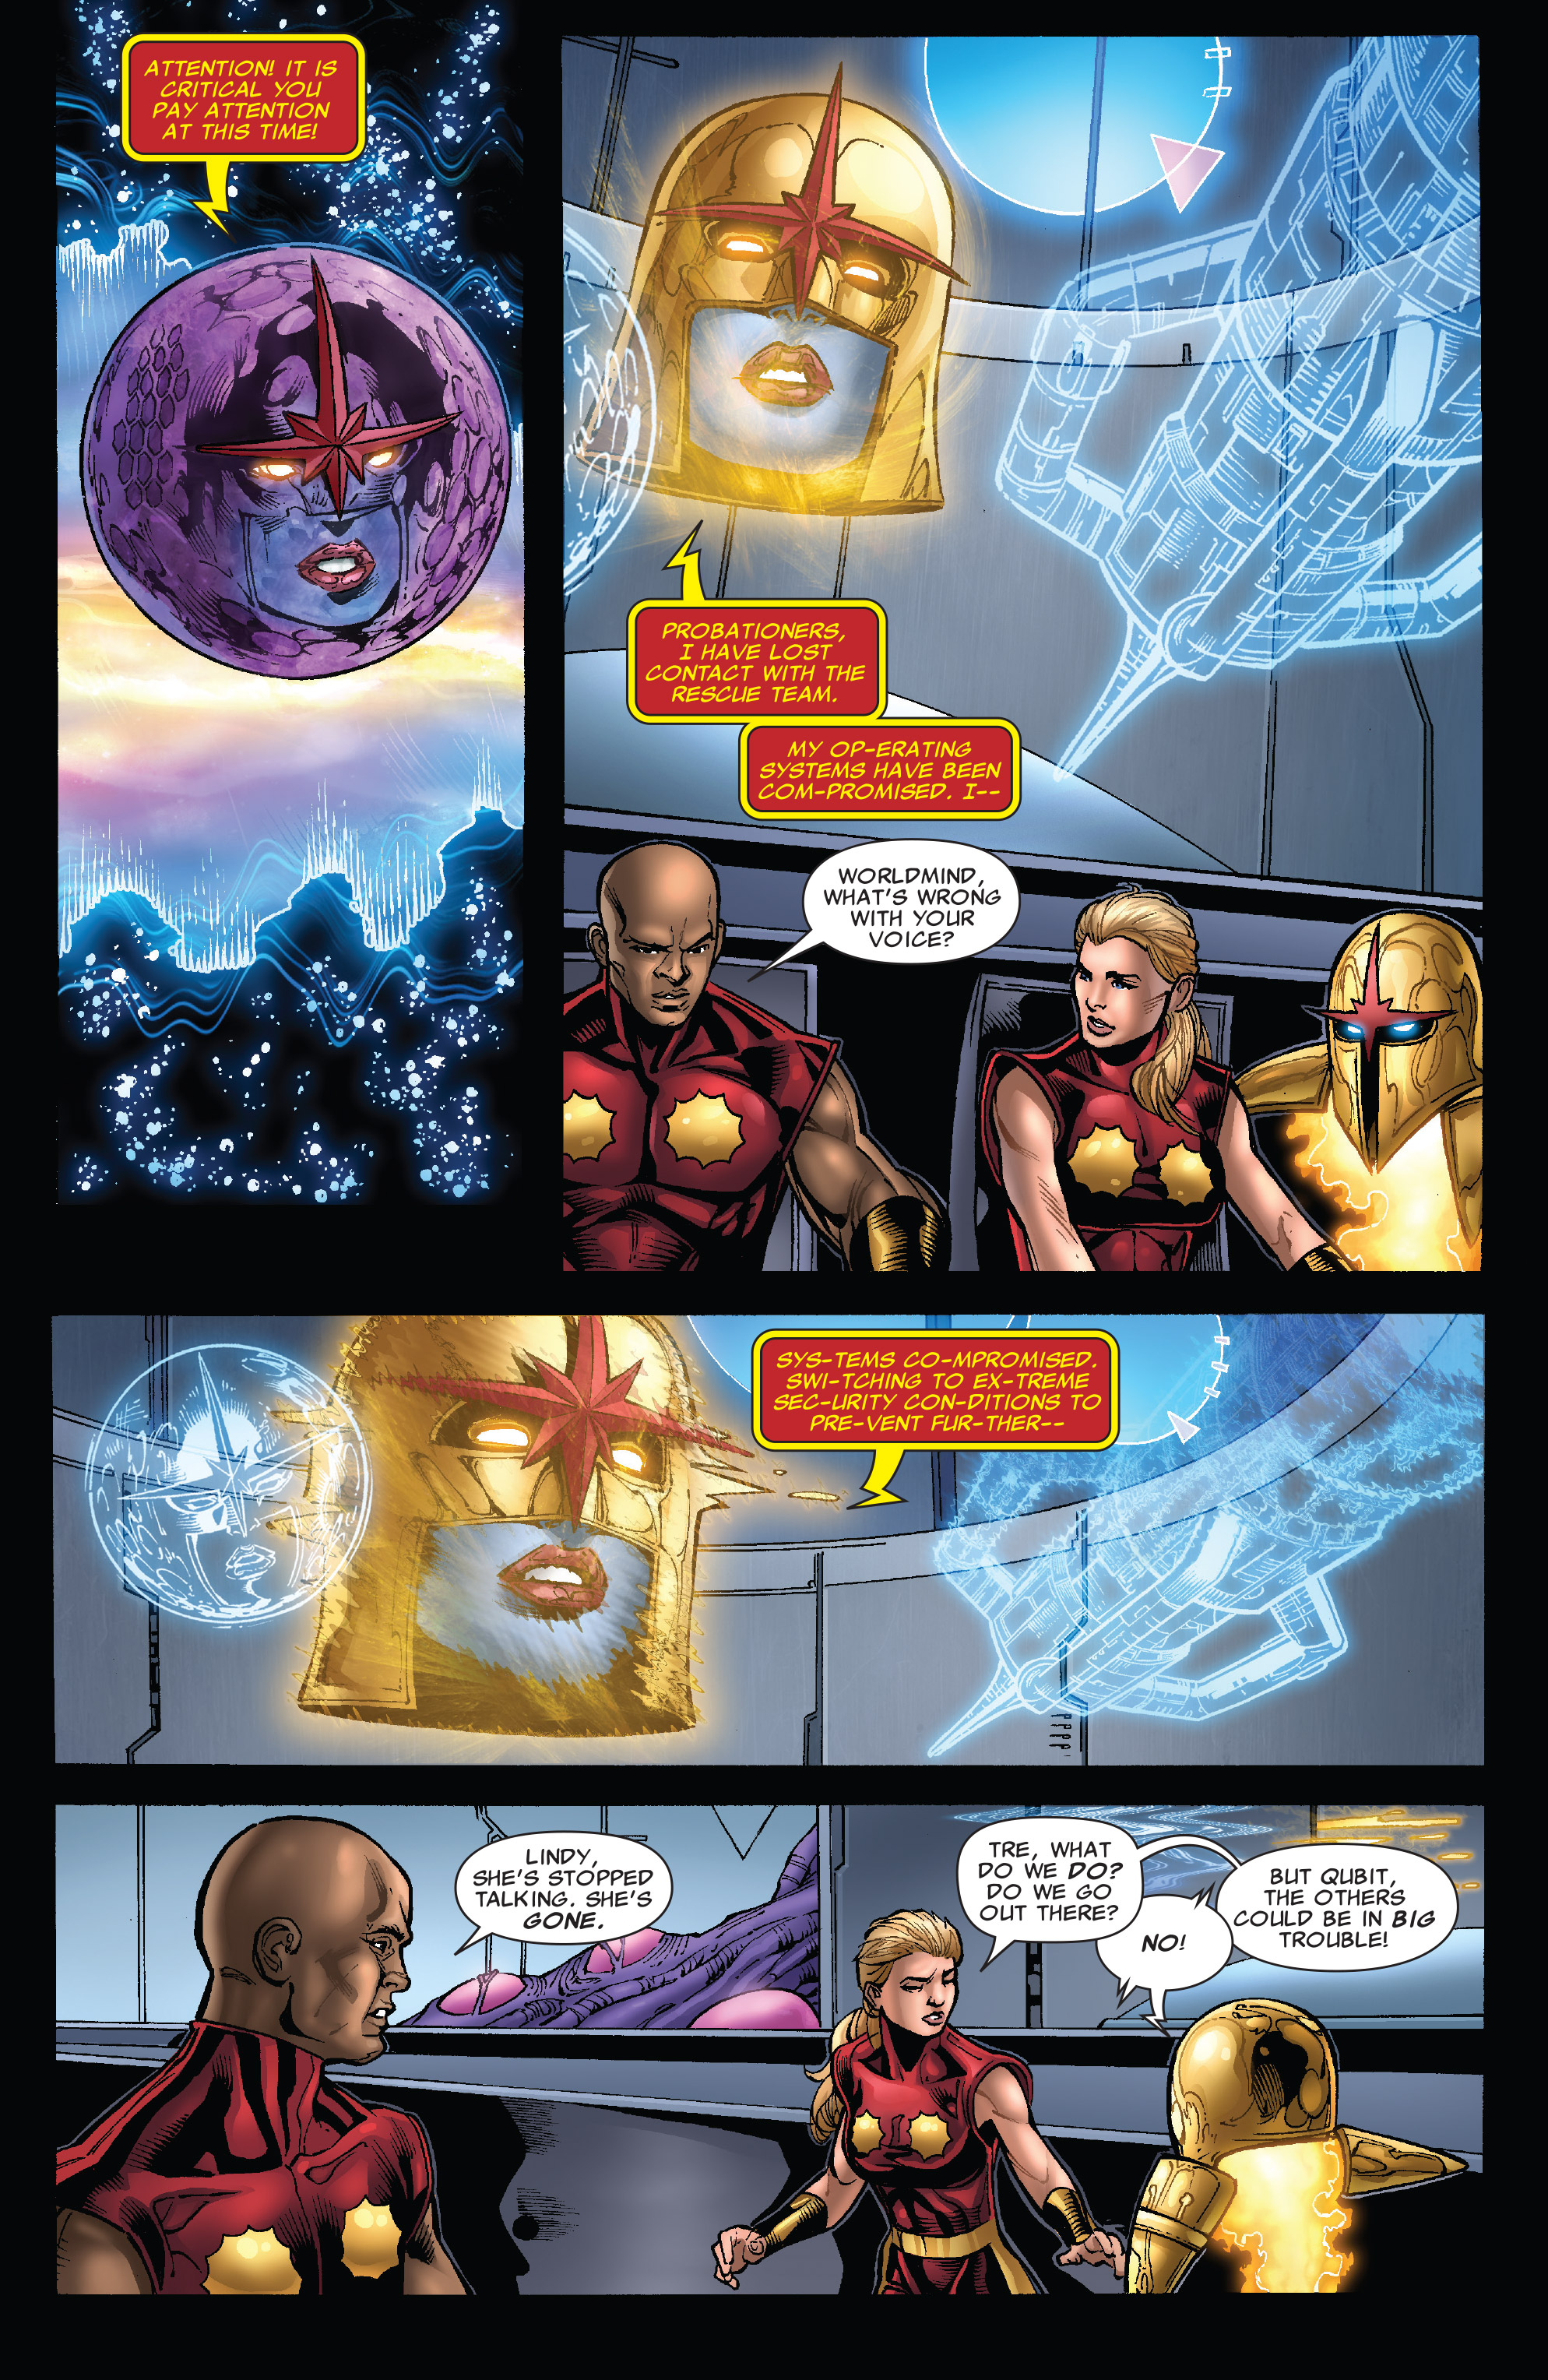 ATTENTION! IT IS
CRITICAL YOU
PAY ATTENTION
AT THIS TIME!
PROBATIONERS,
I HAVE LOST
CONTACT WITH THE
RESCUE TEAM.
MY OP-ERATING
SYSTEMS HAVE BEEN
COM-PROMISED. I--
WORLDMIND,
WHAT'S WRONG
WITH YOUR
VOICE?
SYS-TEMS CO-MPROMISED.
SWI-TCHING TO EX-TREME
SEC-URITY CON-DITIONS TO
PRE-VENT FUR-THER--
LINDY,
SHE'S STOPPED
TALKING. SHE'S
GONE.
TRE, WHAT
DO WE DO?
DO WE GO
OUT THERE?
NO!
BUT QUBIT,
THE OTHERS
COULD BE IN BIG
TROUBLE!